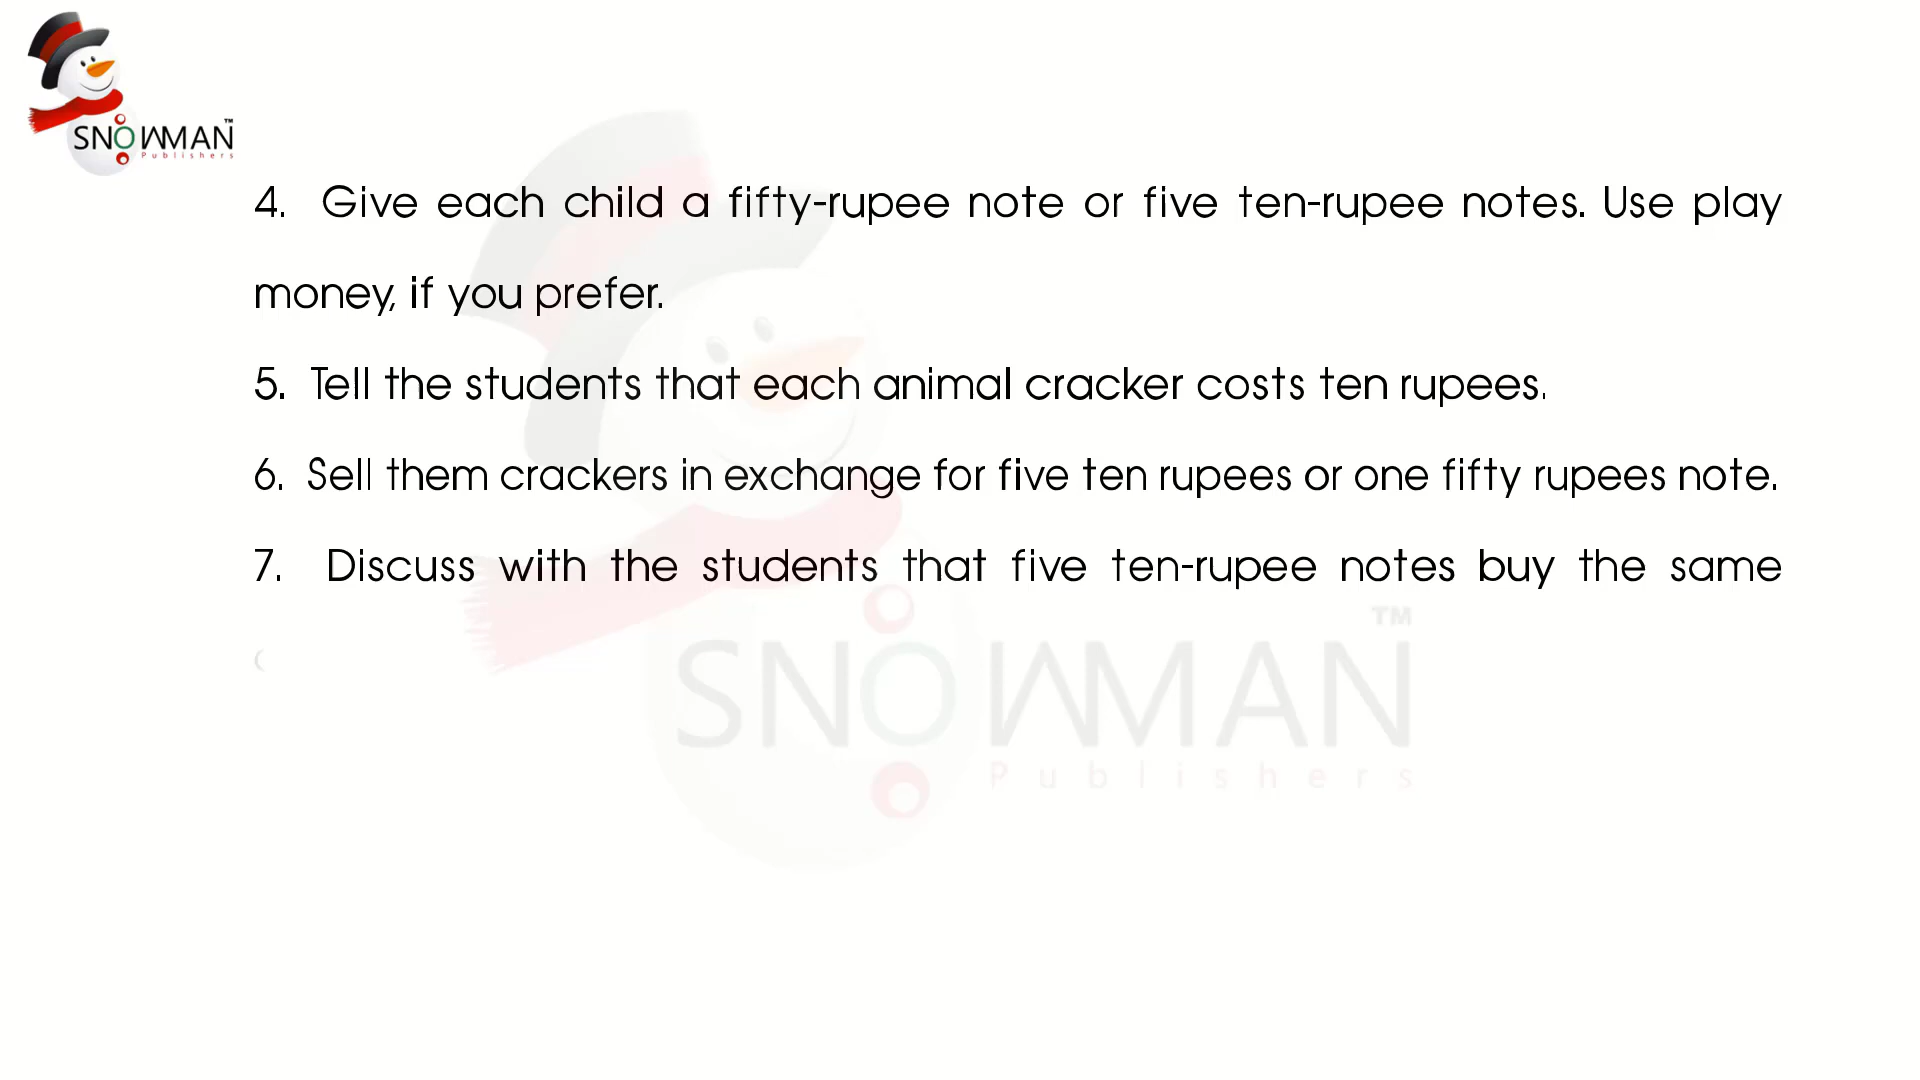 SNOWMAN™
Publishers
4. Give each child a fifty-rupee note or five ten-rupee notes. Use play
money, if you prefer.
5. Tell the students that each animal cracker costs ten rupees.
6. Sell them crackers in exchange for five ten rupees or one fifty rupees note.
7. Discuss with the students that five ten-rupee notes buy the same
SNOWMAN™
Publishers